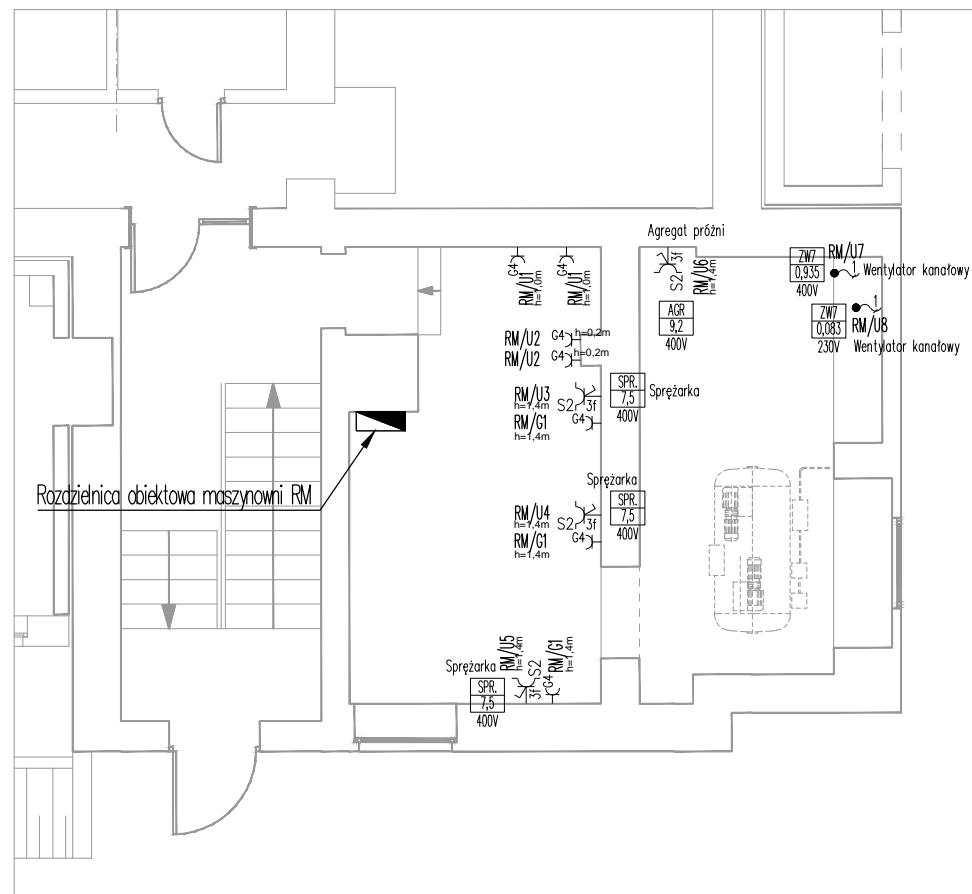 Agregat próżni
G4
RM/U1
h=1,0m
G4
RM/U1
h=1,0m
3f
S2
RM/U6
h=1,4m
ZW7
0,935
400V
RM/U7
1
Wentylator kanałowy
AGR
9,2
400V
ZW7
0,083
230V
1
RM/U8
Wentylator kanałowy
RM/U2
G4
h=0,2m
RM/U2
G4
h=0,2m
RM/U3
h=1,4m
S2
3f
SPR.
7,5
400V
Sprężarka
RM/G1
h=1,4m
G4
Rozdzielnica obiektowa maszynowni RM
Sprężarka
SPR.
7,5
400V
RM/U4
h=1,4m
S2
3f
RM/G1
h=1,4m
G4
Sprężarka
SPR.
7,5
400V
RM/U5
h=1,4m
S2
3f
RM/G1
h=1,4m
G4